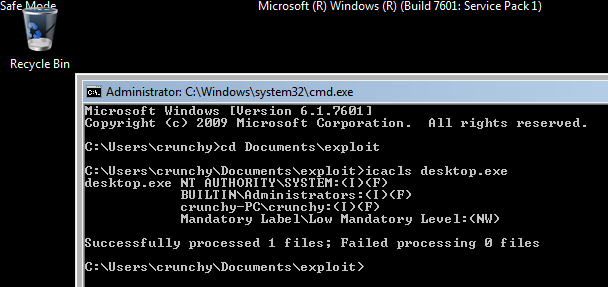 Safe Mode
Microsoft (R) Windows (R) (Build 7601: Service Pack 1)
Recycle Bin
Administrator: C:\Windows\system32\cmd.exe
Microsoft Windows [Version 6.1.7601]
Copyright (c) 2009 Microsoft Corporation.  All rights reserved.
C:\Users\crunchy>cd Documents\exploit
C:\Users\crunchy\Documents\exploit>icacls desktop.exe
desktop.exe NT AUTHORITY\SYSTEM:(I)(F)
BUILTIN\Administrators:(I)(F)
crunchy-PC\crunchy:(I)(F)
Mandatory Label\Low Mandatory Level:(NW)
Successfully processed 1 files; Failed processing 0 files
C:\Users\crunchy\Documents\exploit>